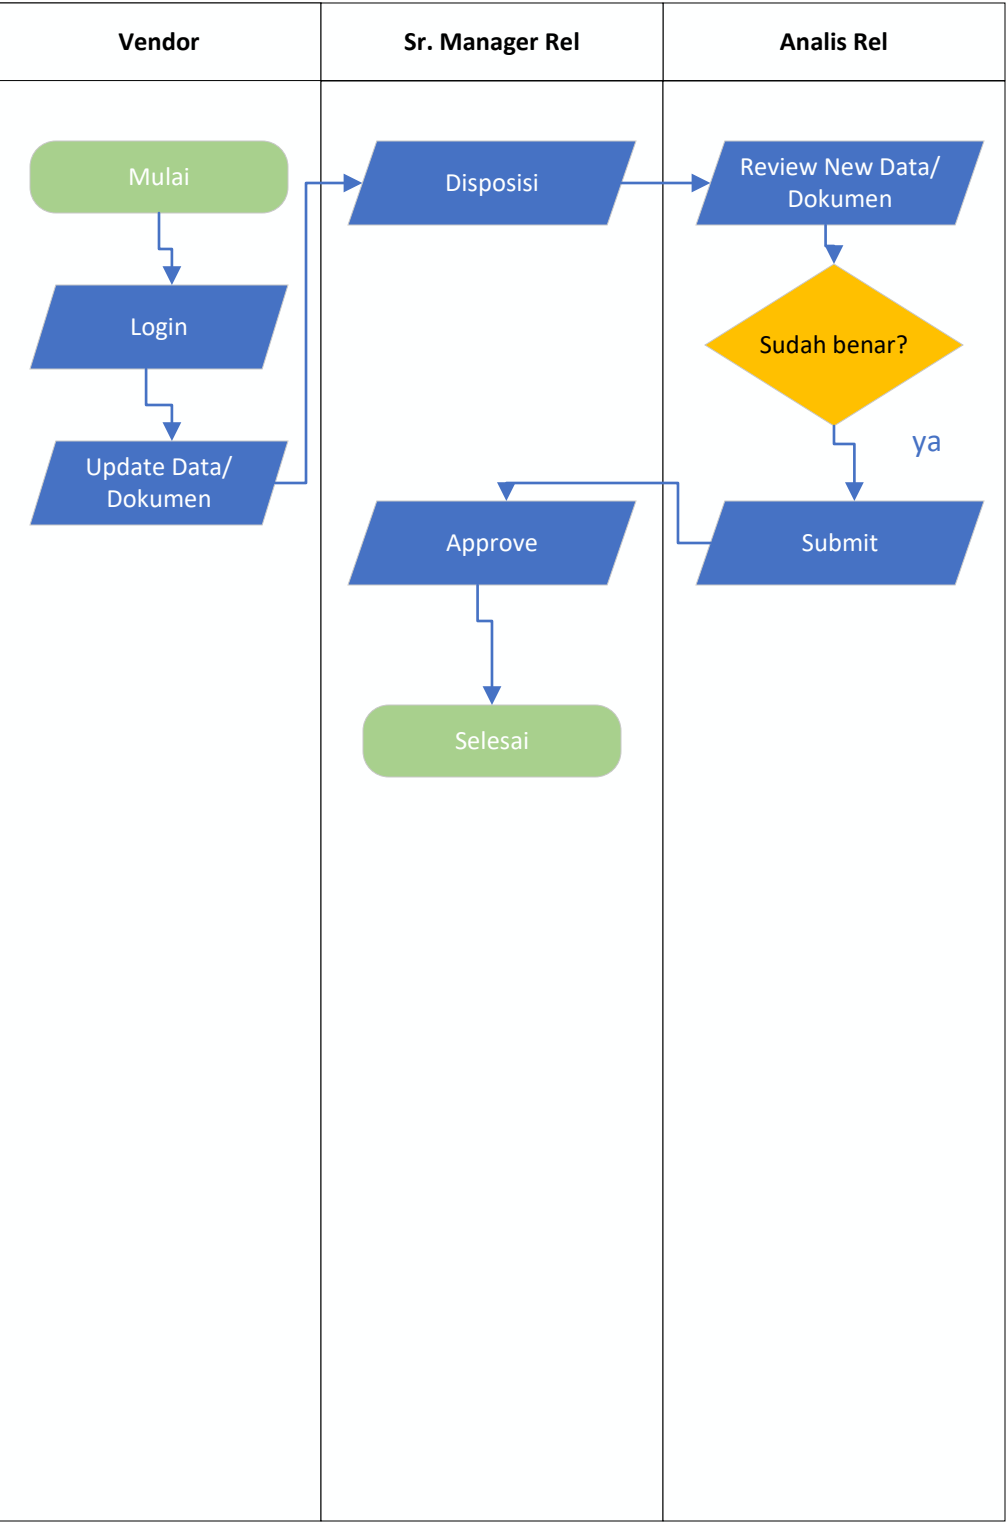 Vendor
Sr. Manager Rel
Analis Rel
Mulai
Disposisi
Review New Data/
Dokumen
Login
Sudah benar?
ya
Update Data/
Dokumen
Approve
Submit
Selesai